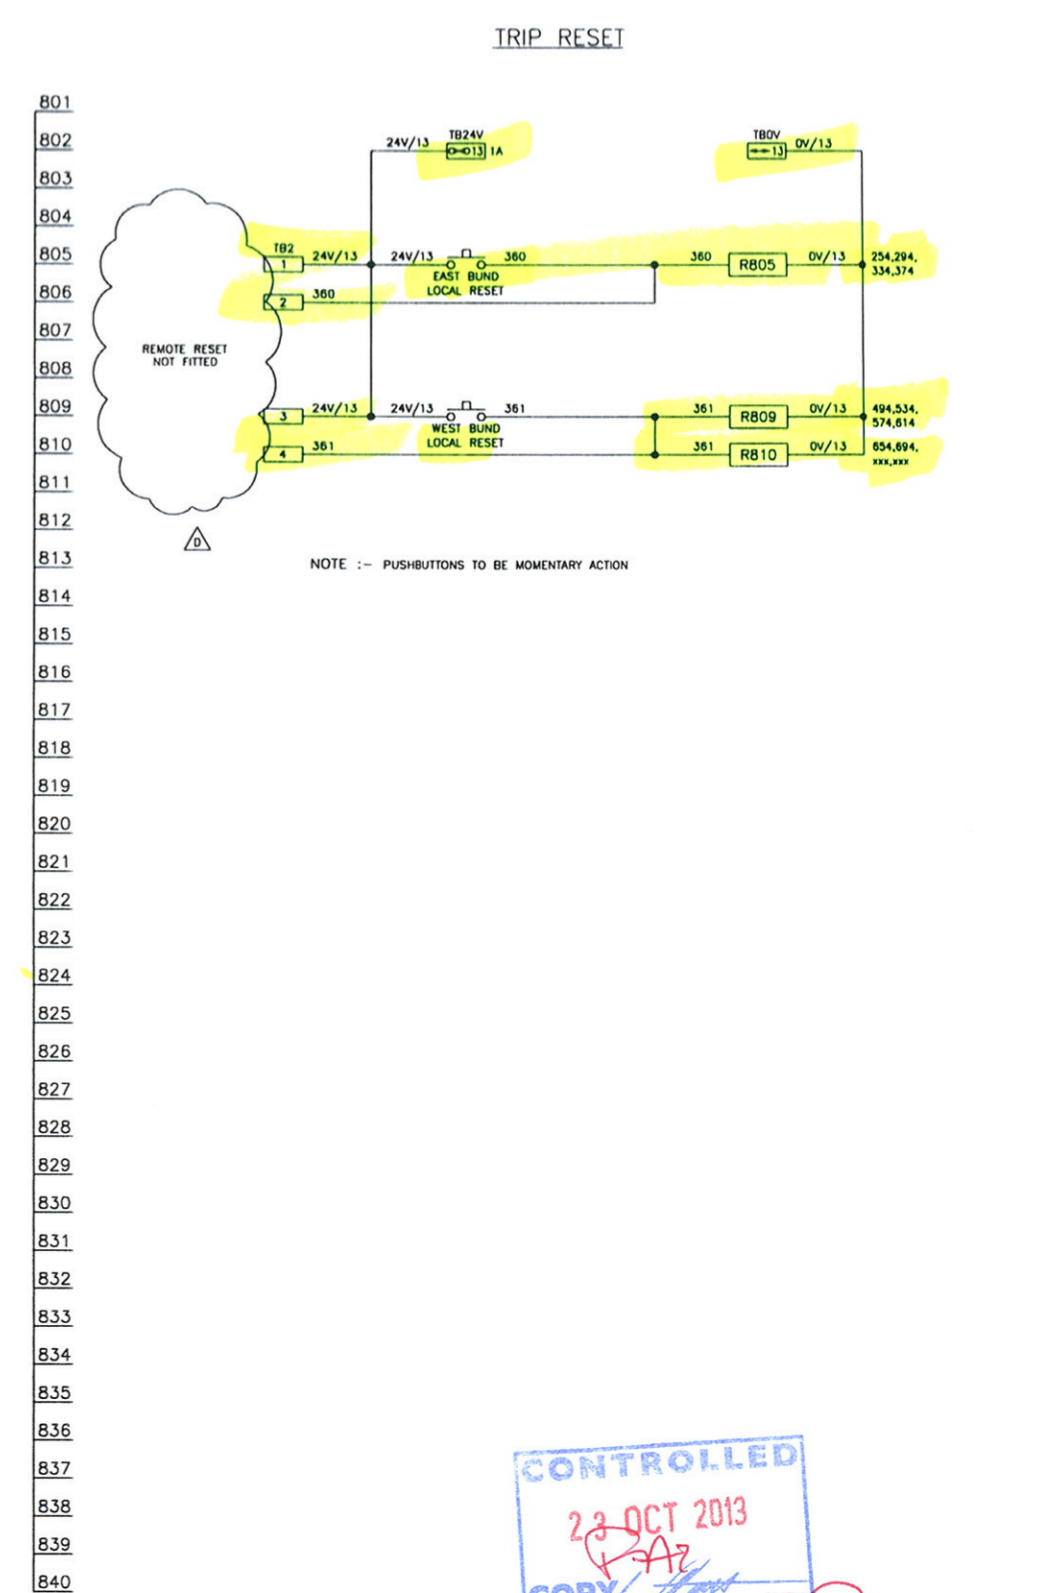 TRIP RESET
801
802
24V/13 TB24V 13 1A TB0V 13 0V/13
803
804
805
TB2 1 24V/13 24V/13 360 360 R805 0V/13 254,294,
EAST BUND 334,374
806
2 360 LOCAL RESET
807
REMOTE RESET
NOT FITTED
808
809
3 24V/13 24V/13 361 361 R809 0V/13 494,534,
WEST BUND 574,614
810
4 361 LOCAL RESET 361 R810 0V/13 654,694,
xxx,xxx
811
812
D
813
NOTE :- PUSHBUTTONS TO BE MOMENTARY ACTION
814
815
816
817
818
819
820
821
822
823
824
825
826
827
828
829
830
831
832
833
834
835
836
837
CONTROLLED
838
23 OCT 2013
839
840
COPY